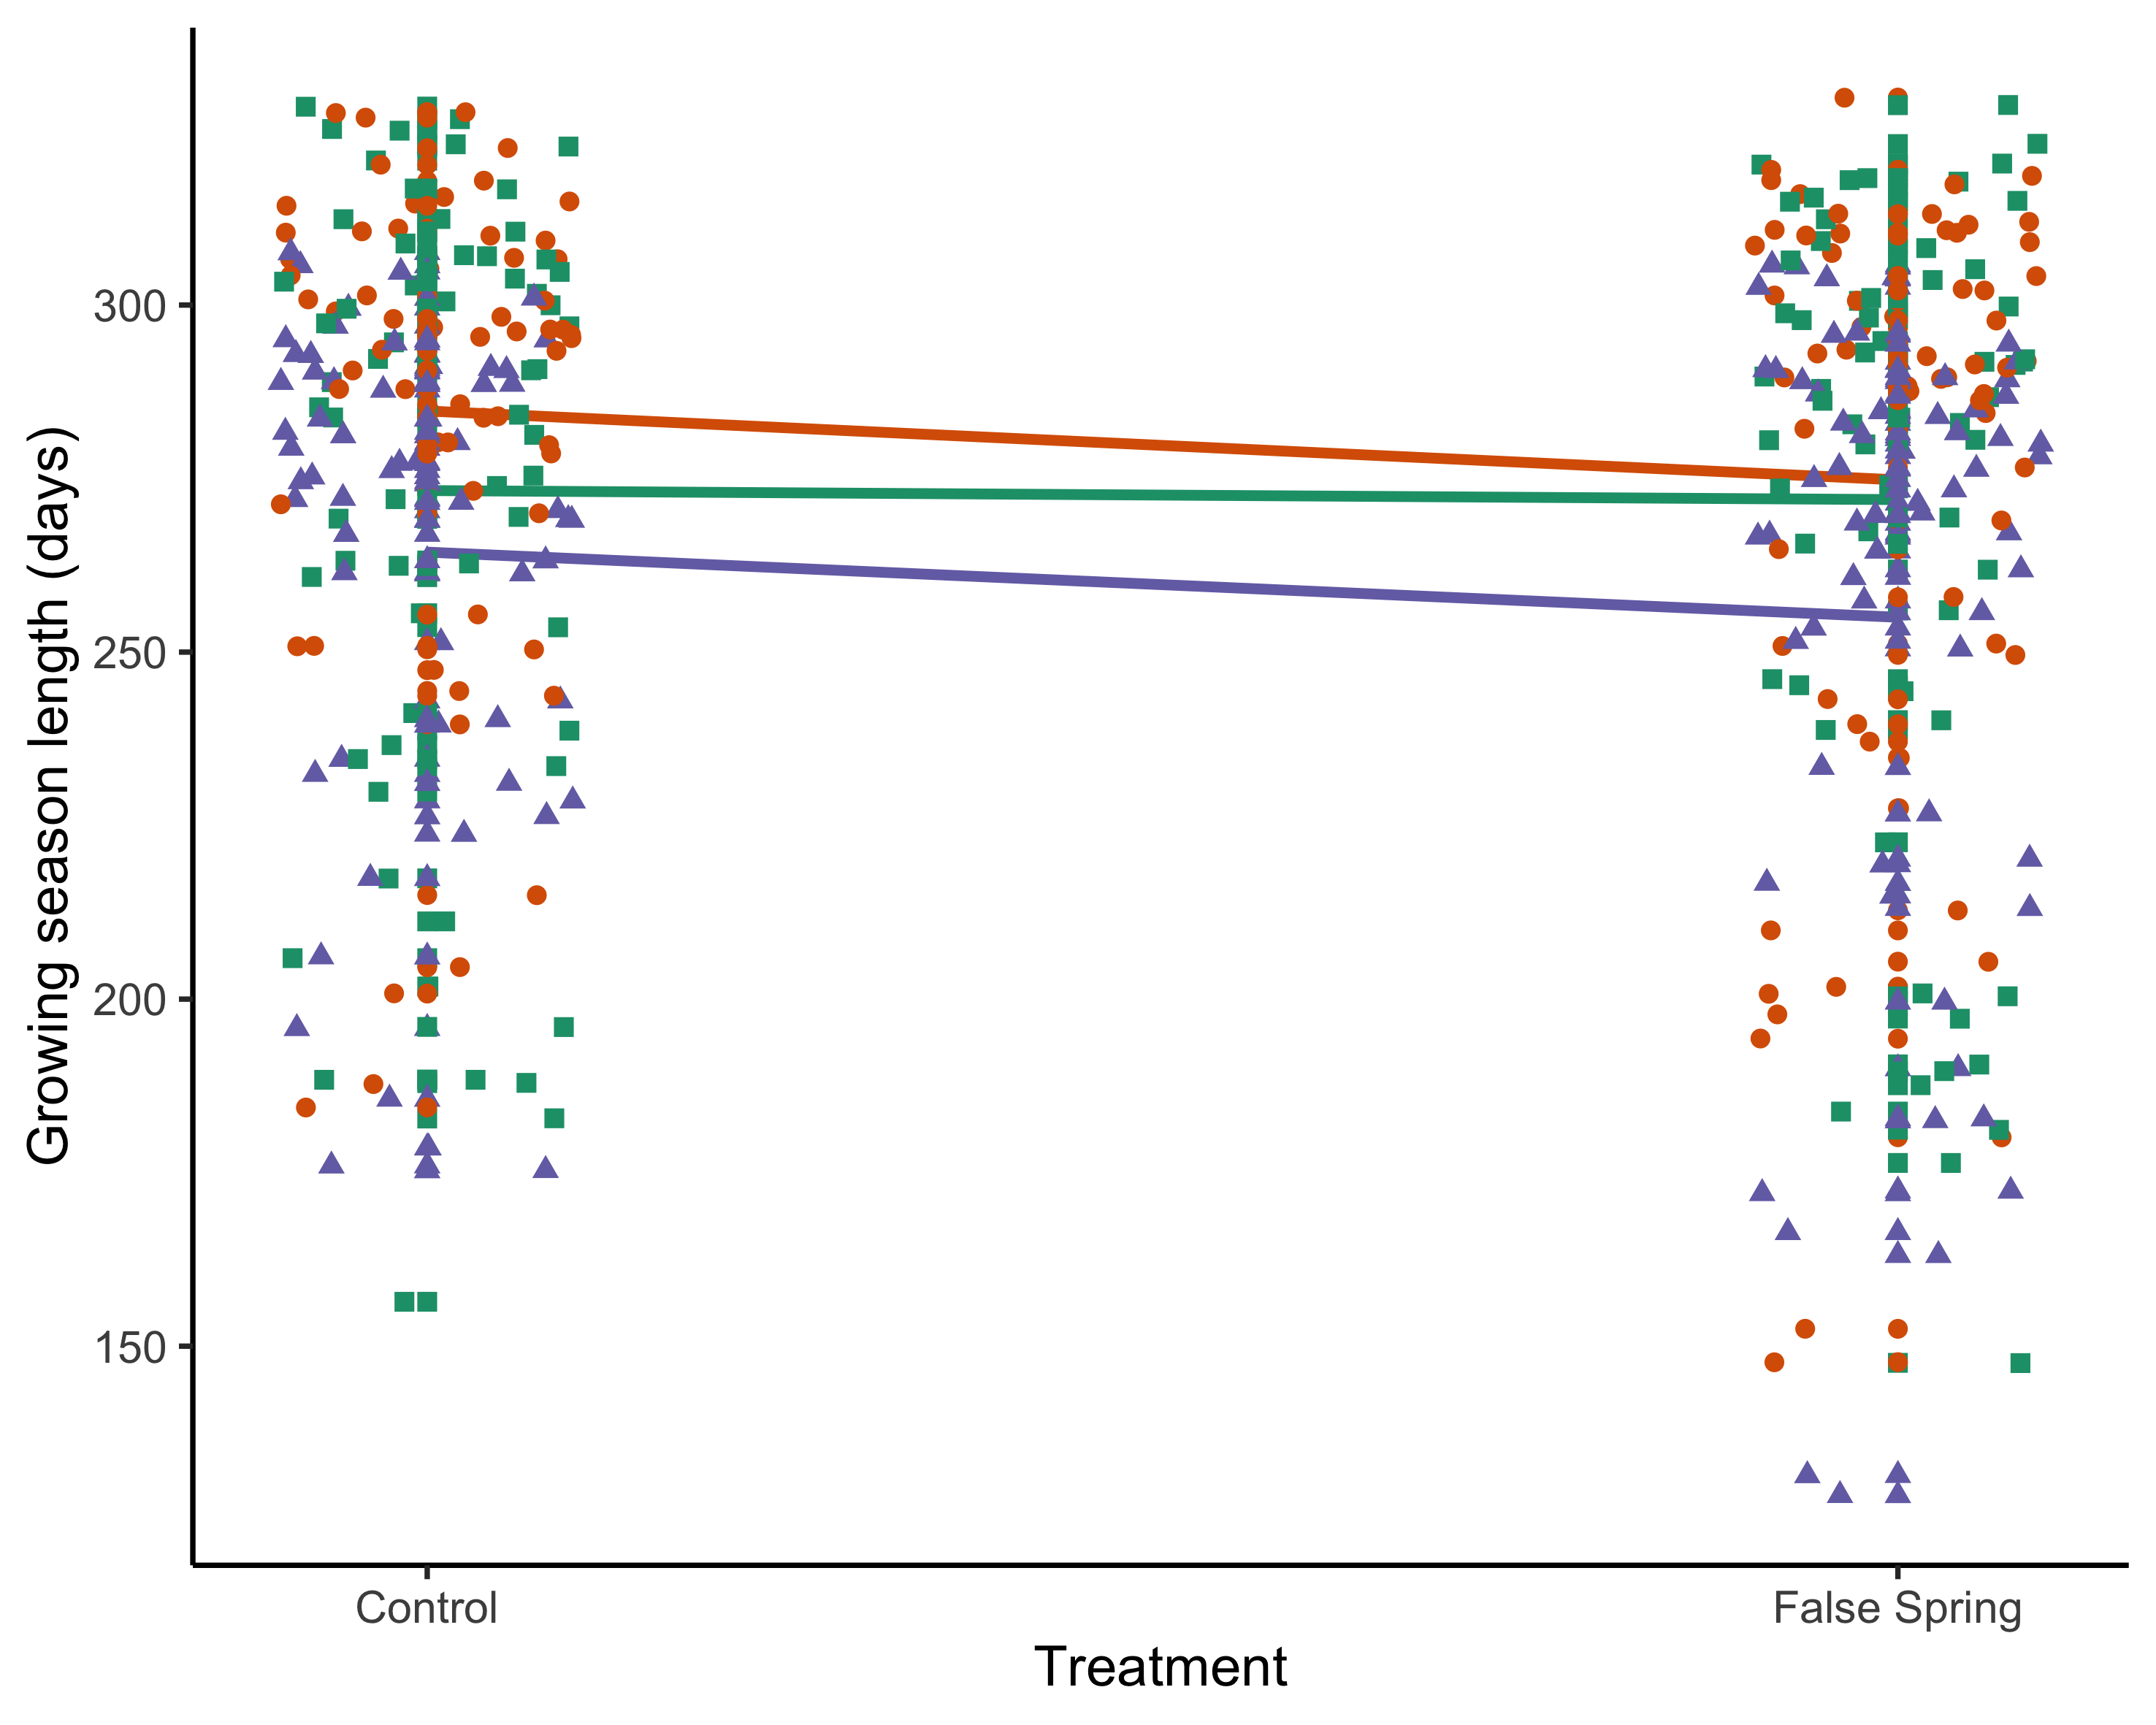 Growing season length (days)
300
250
200
150
Control
False Spring
Treatment